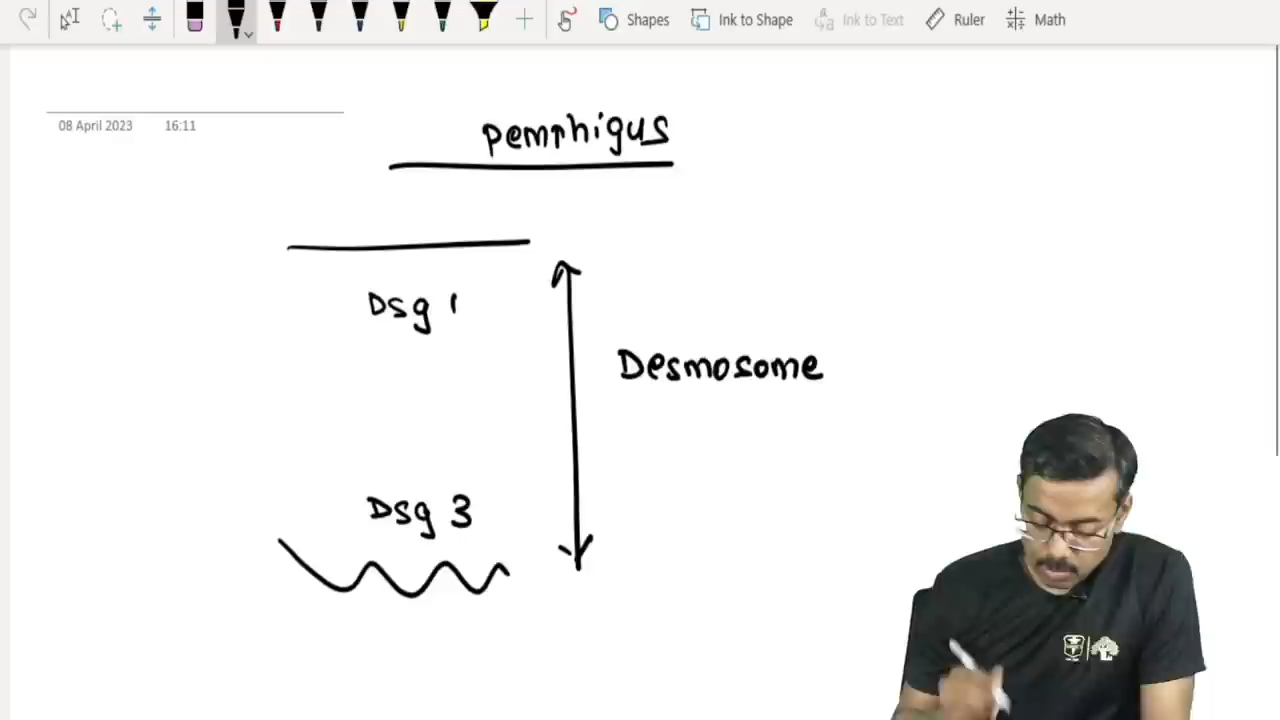 Shapes
Ink to Shape
Ink to Text
Ruler
Math
08 April 2023 16:11
Pemphigus
Dsg 1
Desmosome
Dsg 3